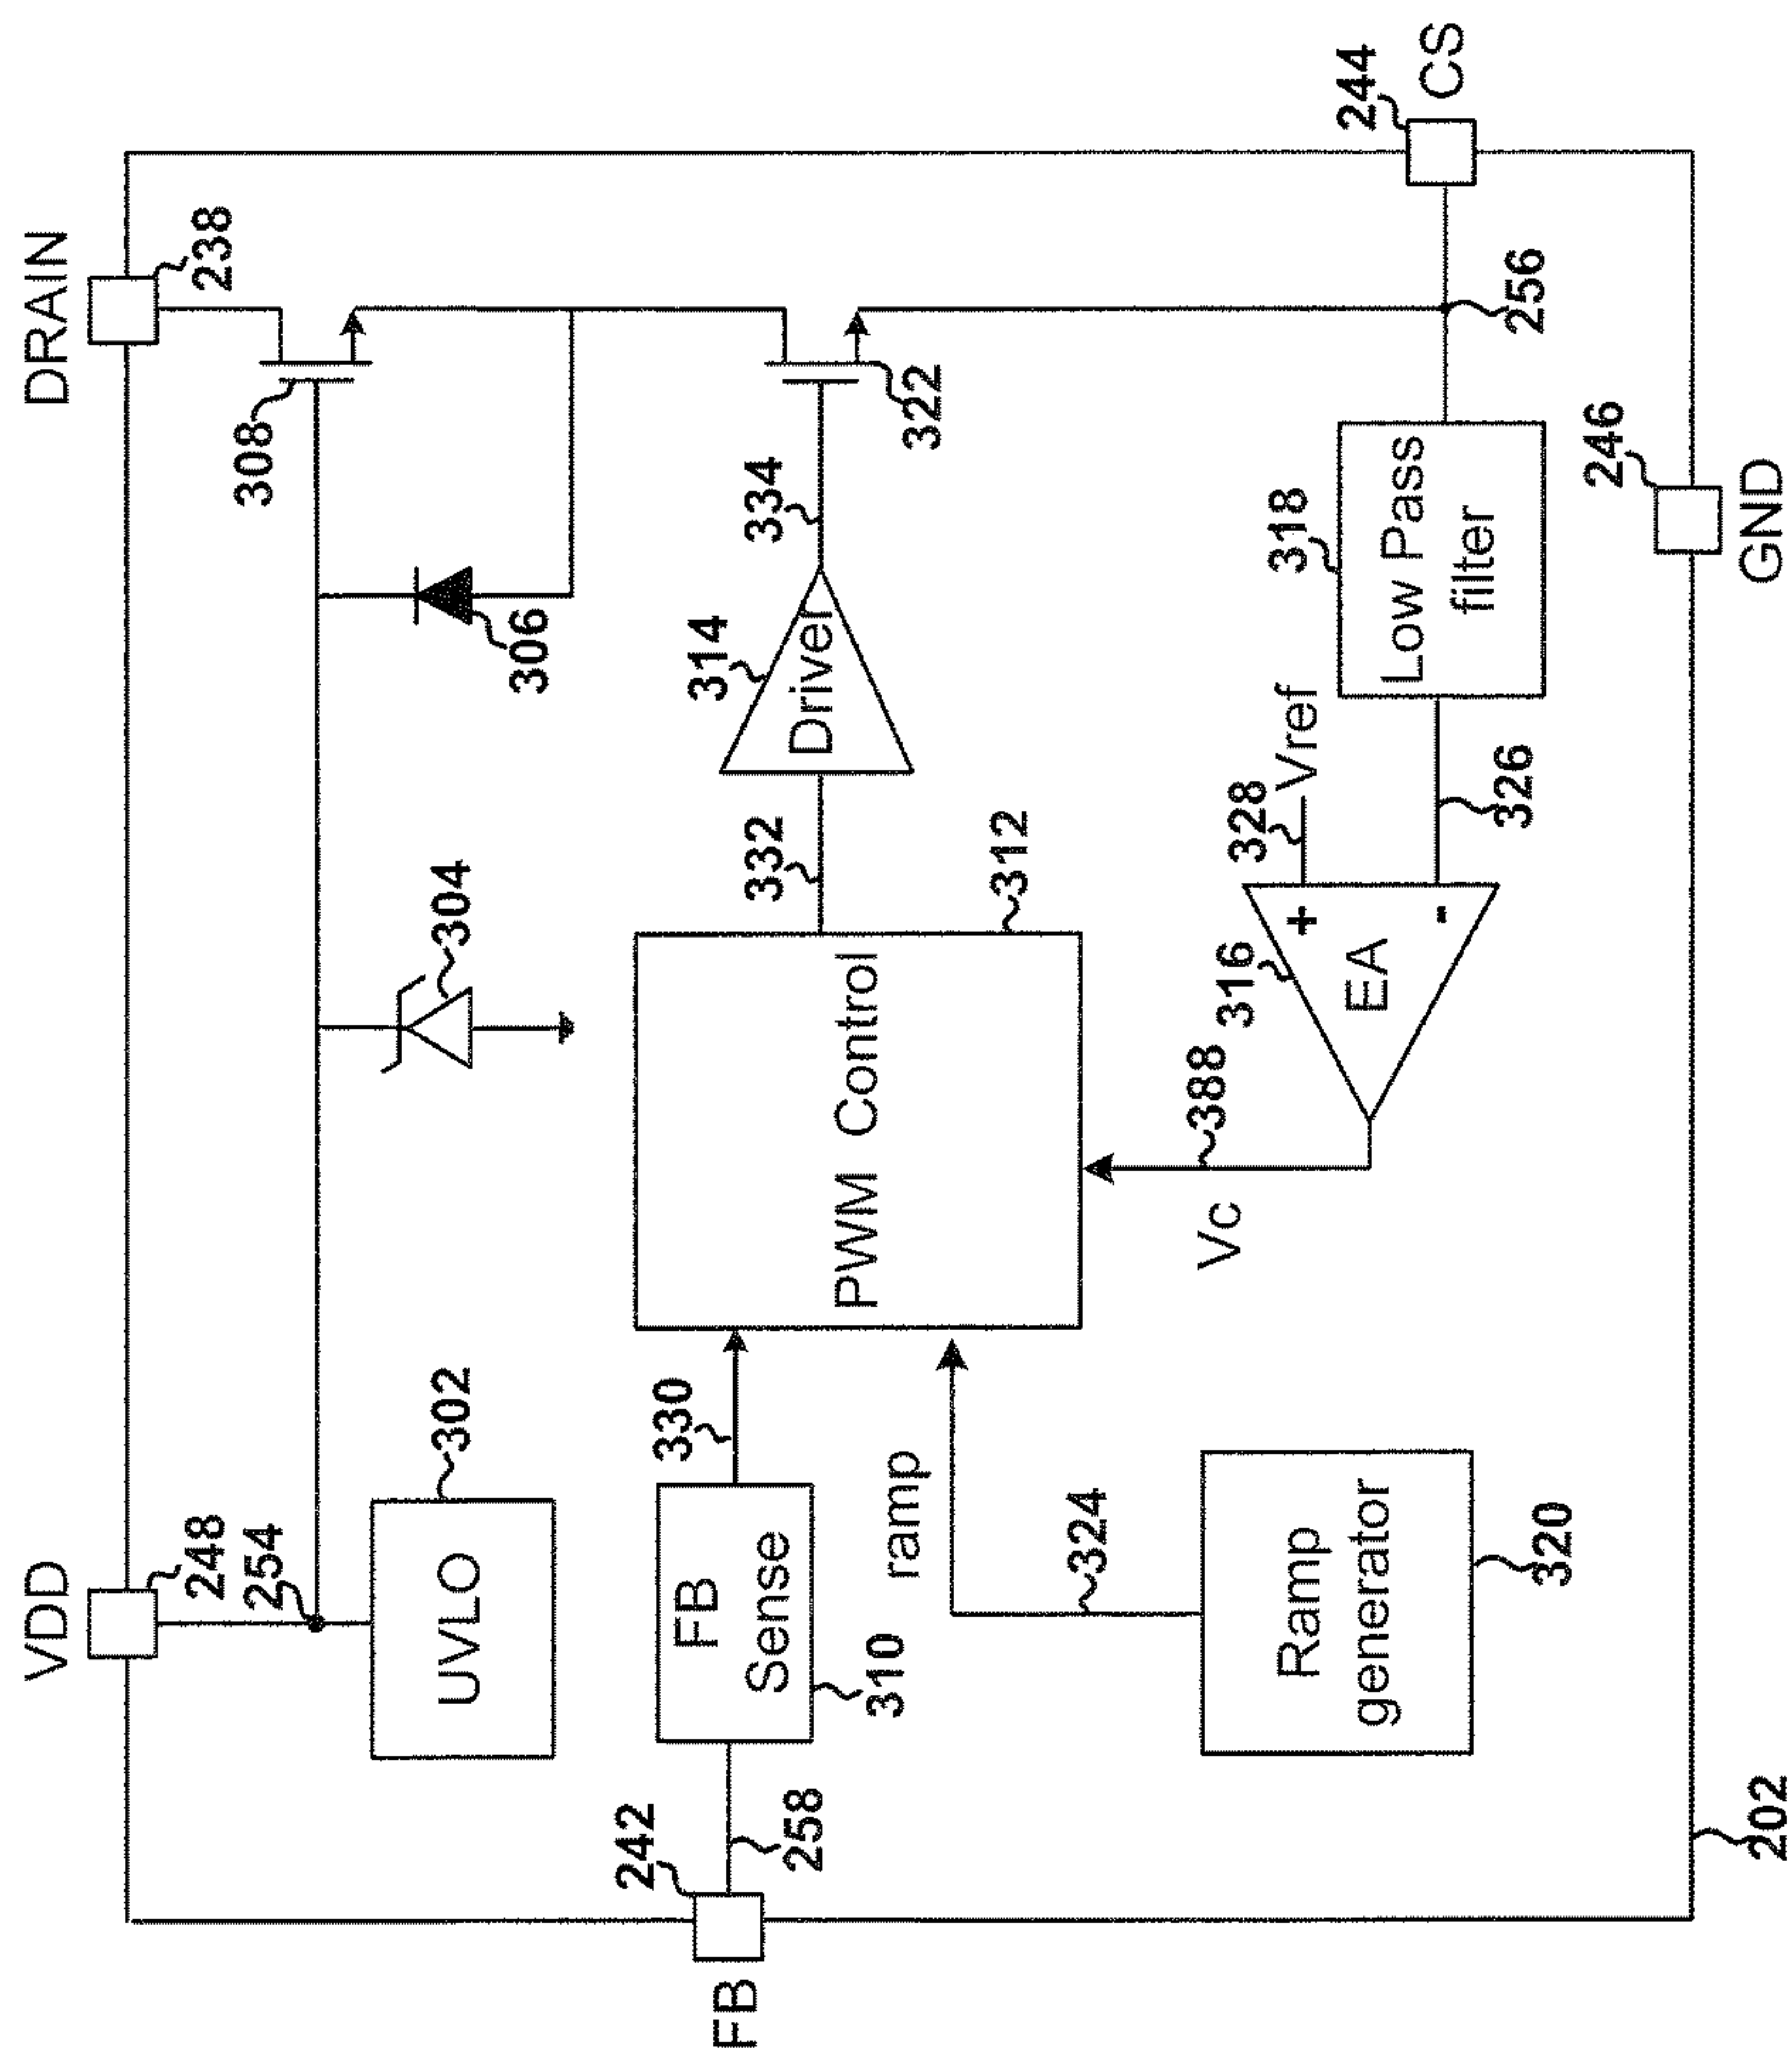 VDD
248
254
UVLO
302
304
306
308
DRAIN
238
FB
242
258
FB
Sense
310
330
PWM Control
312
332
Driver
314
334
322
ramp
324
Ramp
generator
320
Vc
388
EA
316
+
-
328
Vref
326
Low Pass
filter
318
256
244
CS
246
GND
202